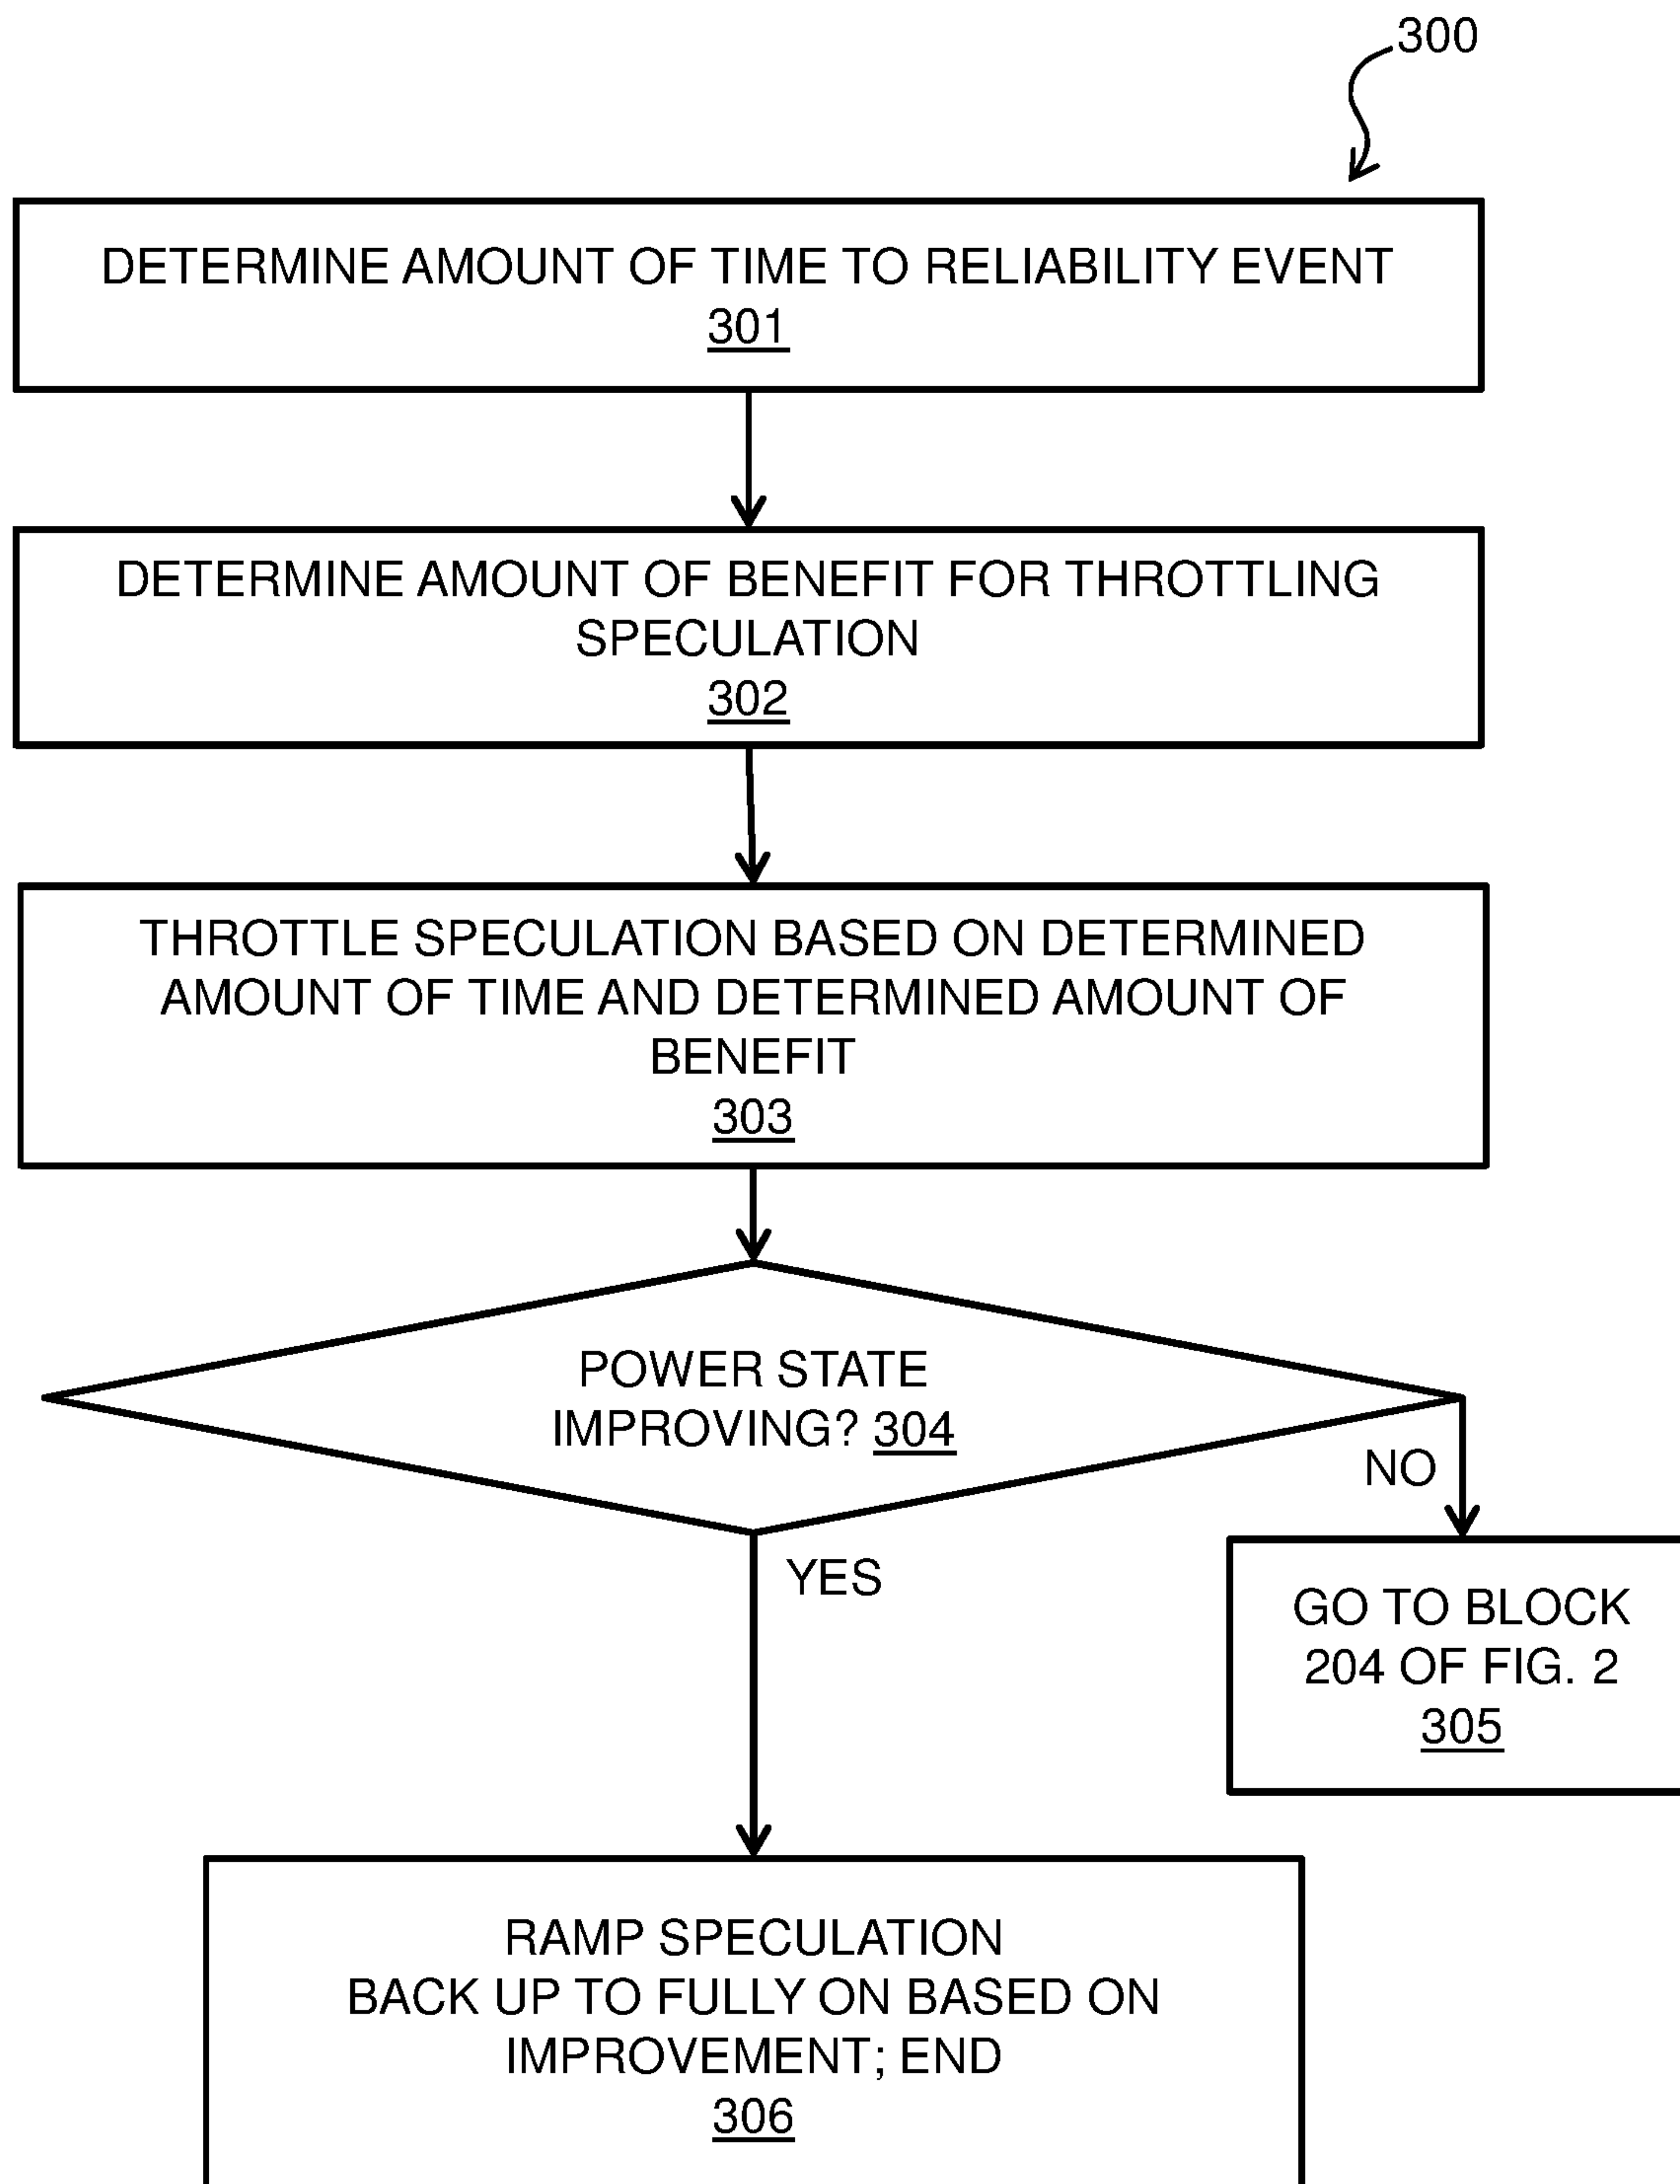 300
DETERMINE AMOUNT OF TIME TO RELIABILITY EVENT
301
DETERMINE AMOUNT OF BENEFIT FOR THROTTLING
SPECULATION
302
THROTTLE SPECULATION BASED ON DETERMINED
AMOUNT OF TIME AND DETERMINED AMOUNT OF
BENEFIT
303
POWER STATE
IMPROVING? 304
NO
YES
GO TO BLOCK
204 OF FIG. 2
305
RAMP SPECULATION
BACK UP TO FULLY ON BASED ON
IMPROVEMENT; END
306